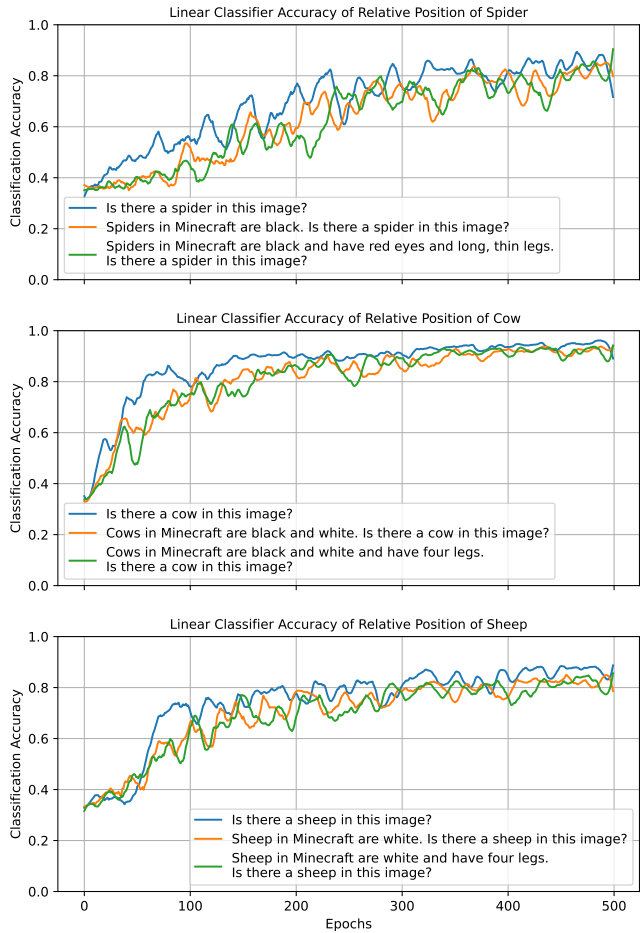 Linear Classifier Accuracy of Relative Position of Spider
1.0
0.8
0.6
0.4
0.2
0.0
Classification Accuracy
Is there a spider in this image?
Spiders in Minecraft are black. Is there a spider in this image?
Spiders in Minecraft are black and have red eyes and long, thin legs.
Is there a spider in this image?
Linear Classifier Accuracy of Relative Position of Cow
1.0
0.8
0.6
0.4
0.2
0.0
Classification Accuracy
Is there a cow in this image?
Cows in Minecraft are black and white. Is there a cow in this image?
Cows in Minecraft are black and white and have four legs.
Is there a cow in this image?
Linear Classifier Accuracy of Relative Position of Sheep
1.0
0.8
0.6
0.4
0.2
0.0
Classification Accuracy
Is there a sheep in this image?
Sheep in Minecraft are white. Is there a sheep in this image?
Sheep in Minecraft are white and have four legs.
Is there a sheep in this image?
0 100 200 300 400 500
Epochs